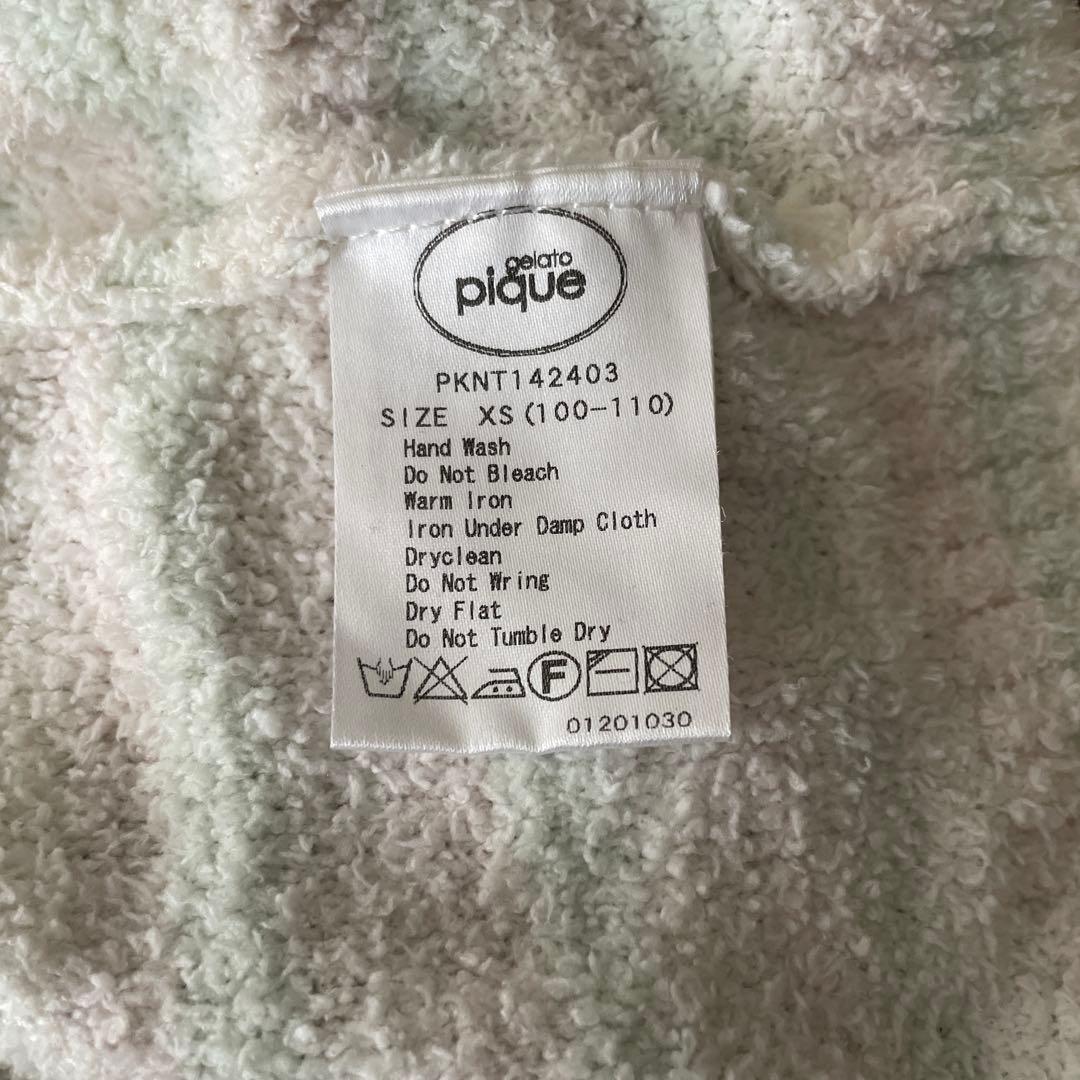 gelato
pique
PKNT142403
SIZE XS (100-110)
Hand Wash
Do Not Bleach
Warm Iron
Iron Under Damp Cloth
Dryclean
Do Not Wring
Dry Flat
Do Not Tumble Dry
F
01201030